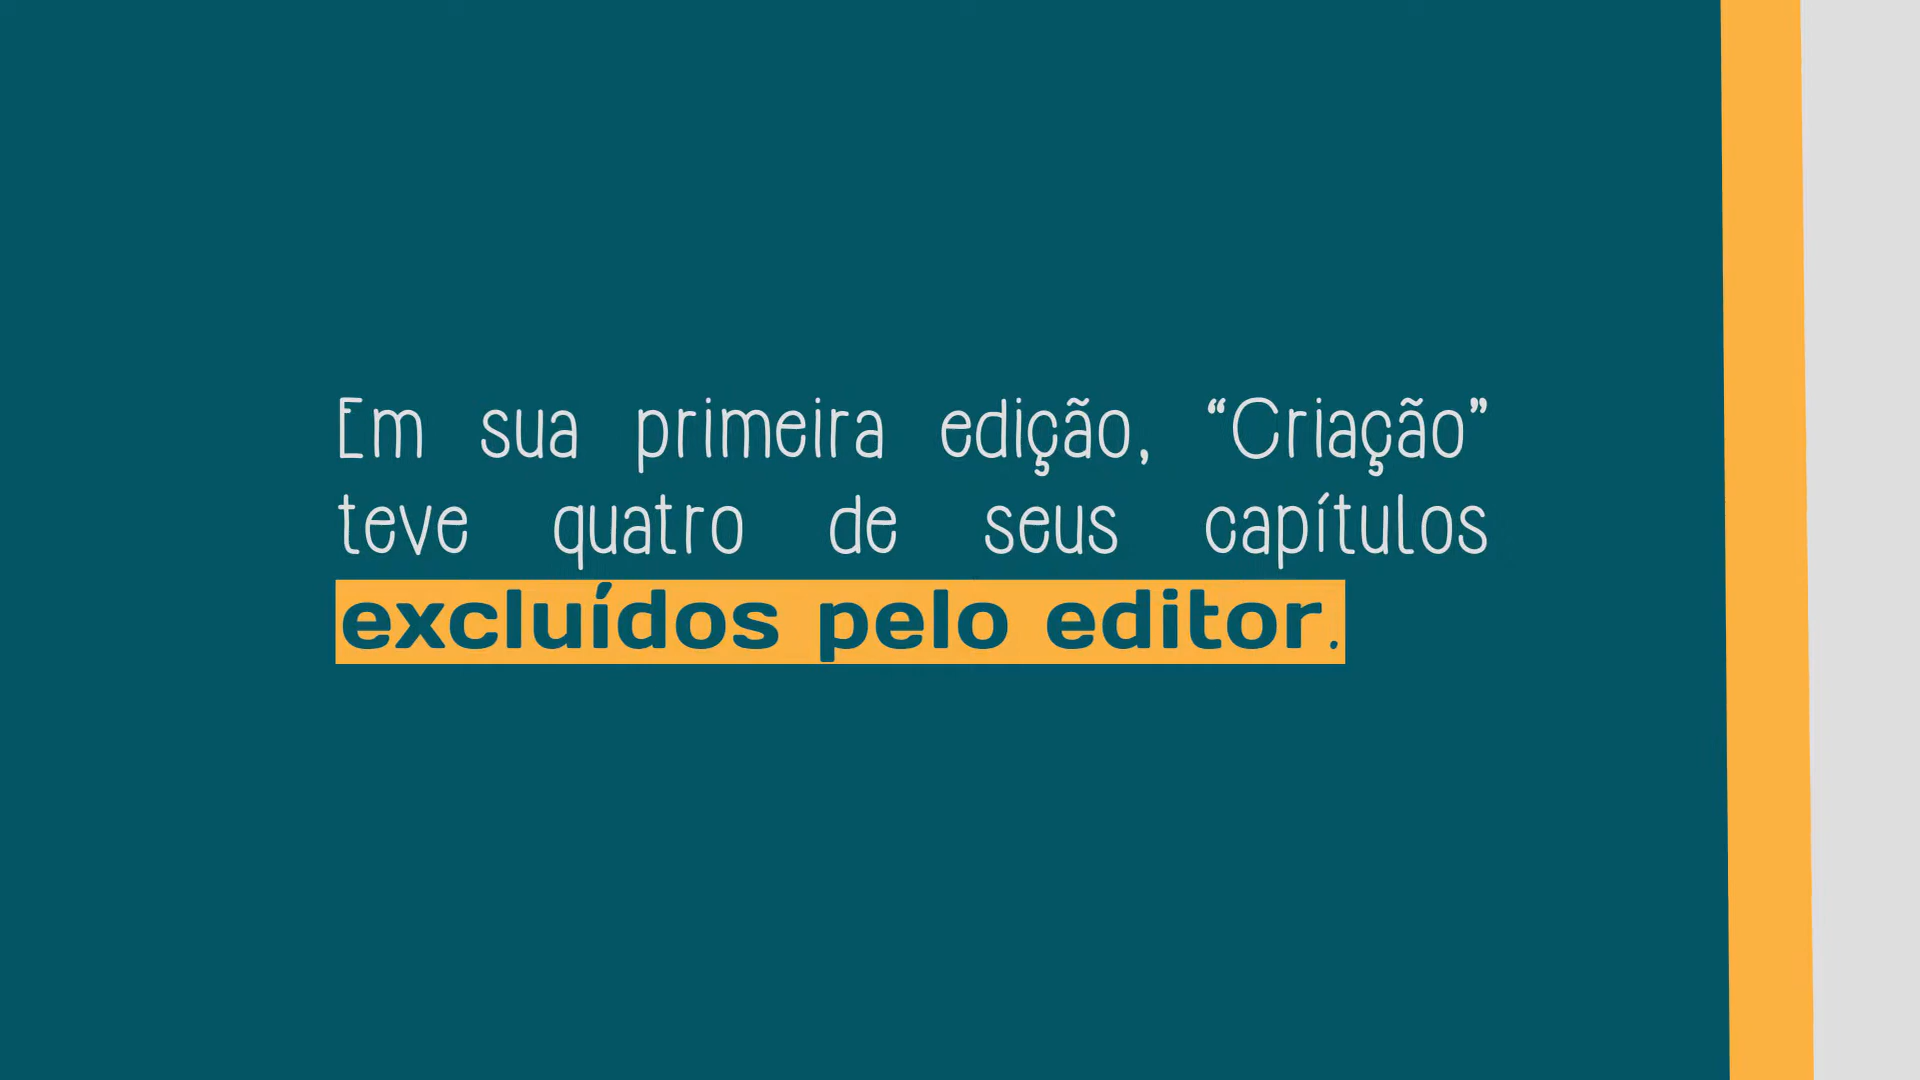 Em sua primeira edição, “Criação”
teve quatro de seus capítulos
excluídos pelo editor.